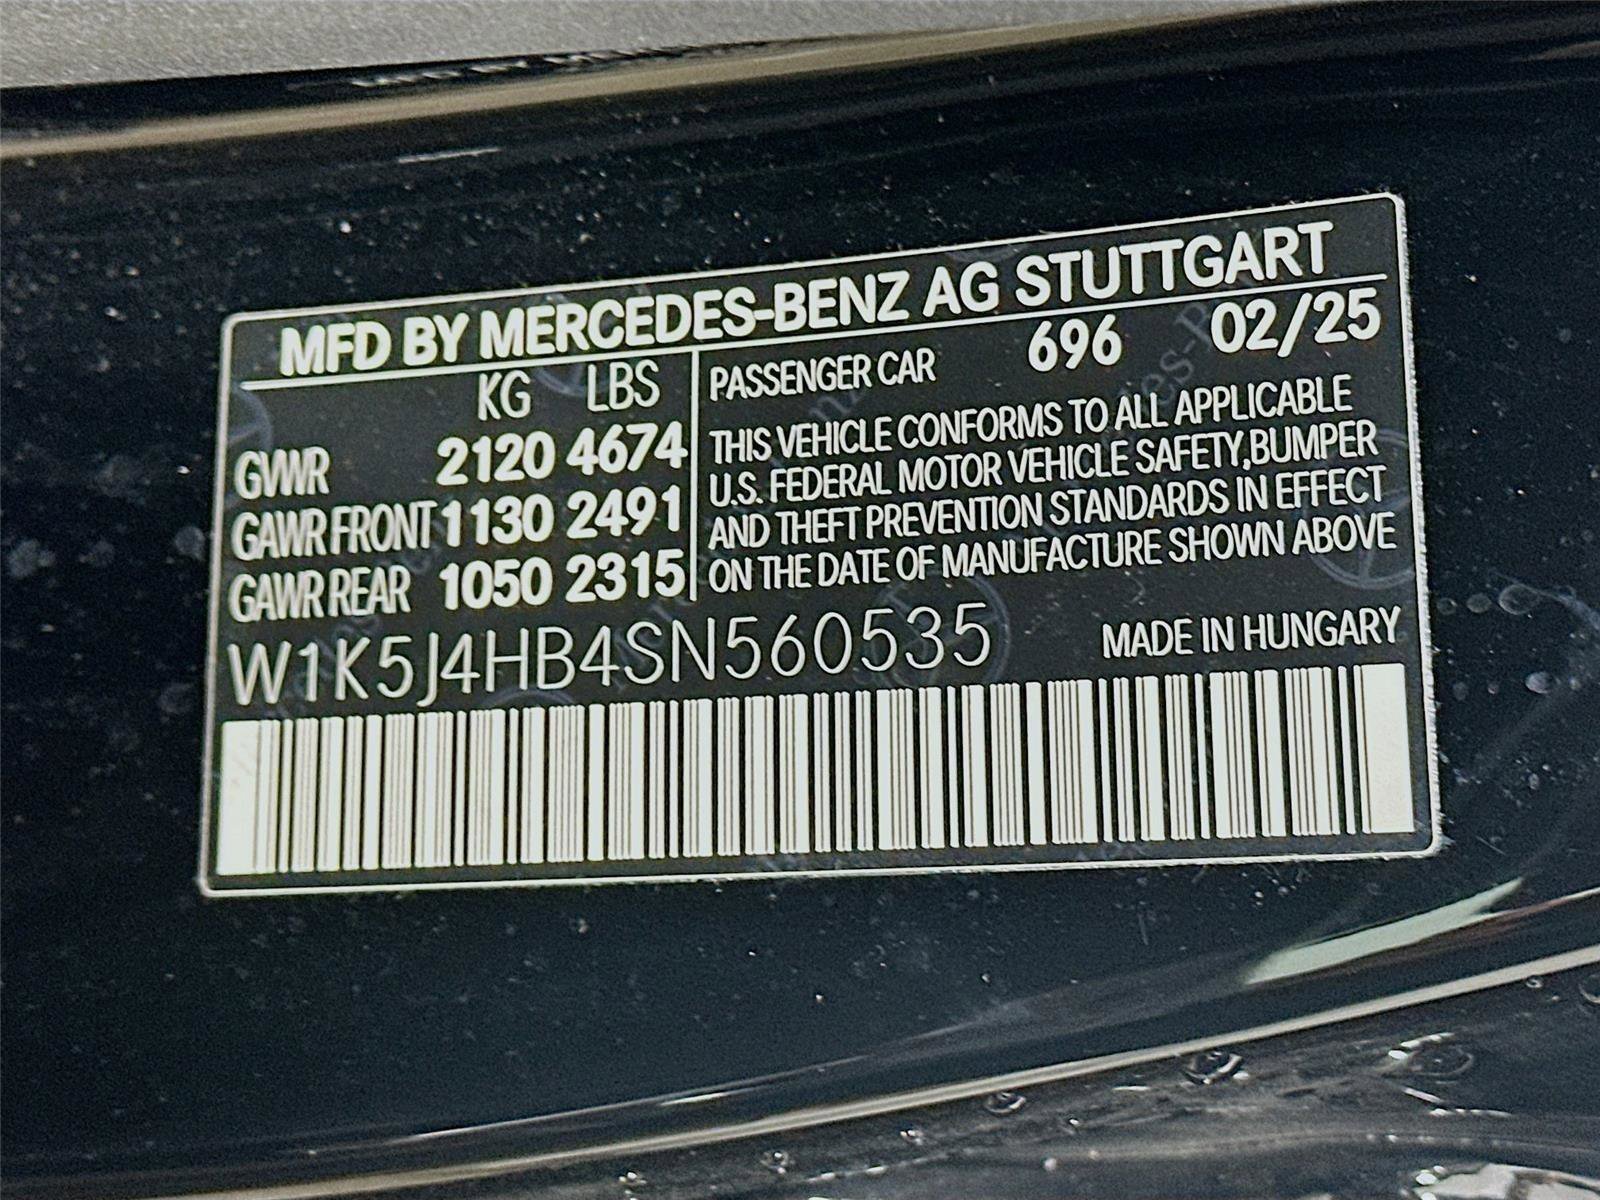 MFD BY MERCEDES-BENZ AG STUTTGART
KG LBS
GVWR 2120 4674
GAWR FRONT 1130 2491
GAWR REAR 1050 2315
PASSENGER CAR 696 02/25
THIS VEHICLE CONFORMS TO ALL APPLICABLE
U.S. FEDERAL MOTOR VEHICLE SAFETY,BUMPER
AND THEFT PREVENTION STANDARDS IN EFFECT
ON THE DATE OF MANUFACTURE SHOWN ABOVE
W1K5J4HB4SN560535 MADE IN HUNGARY